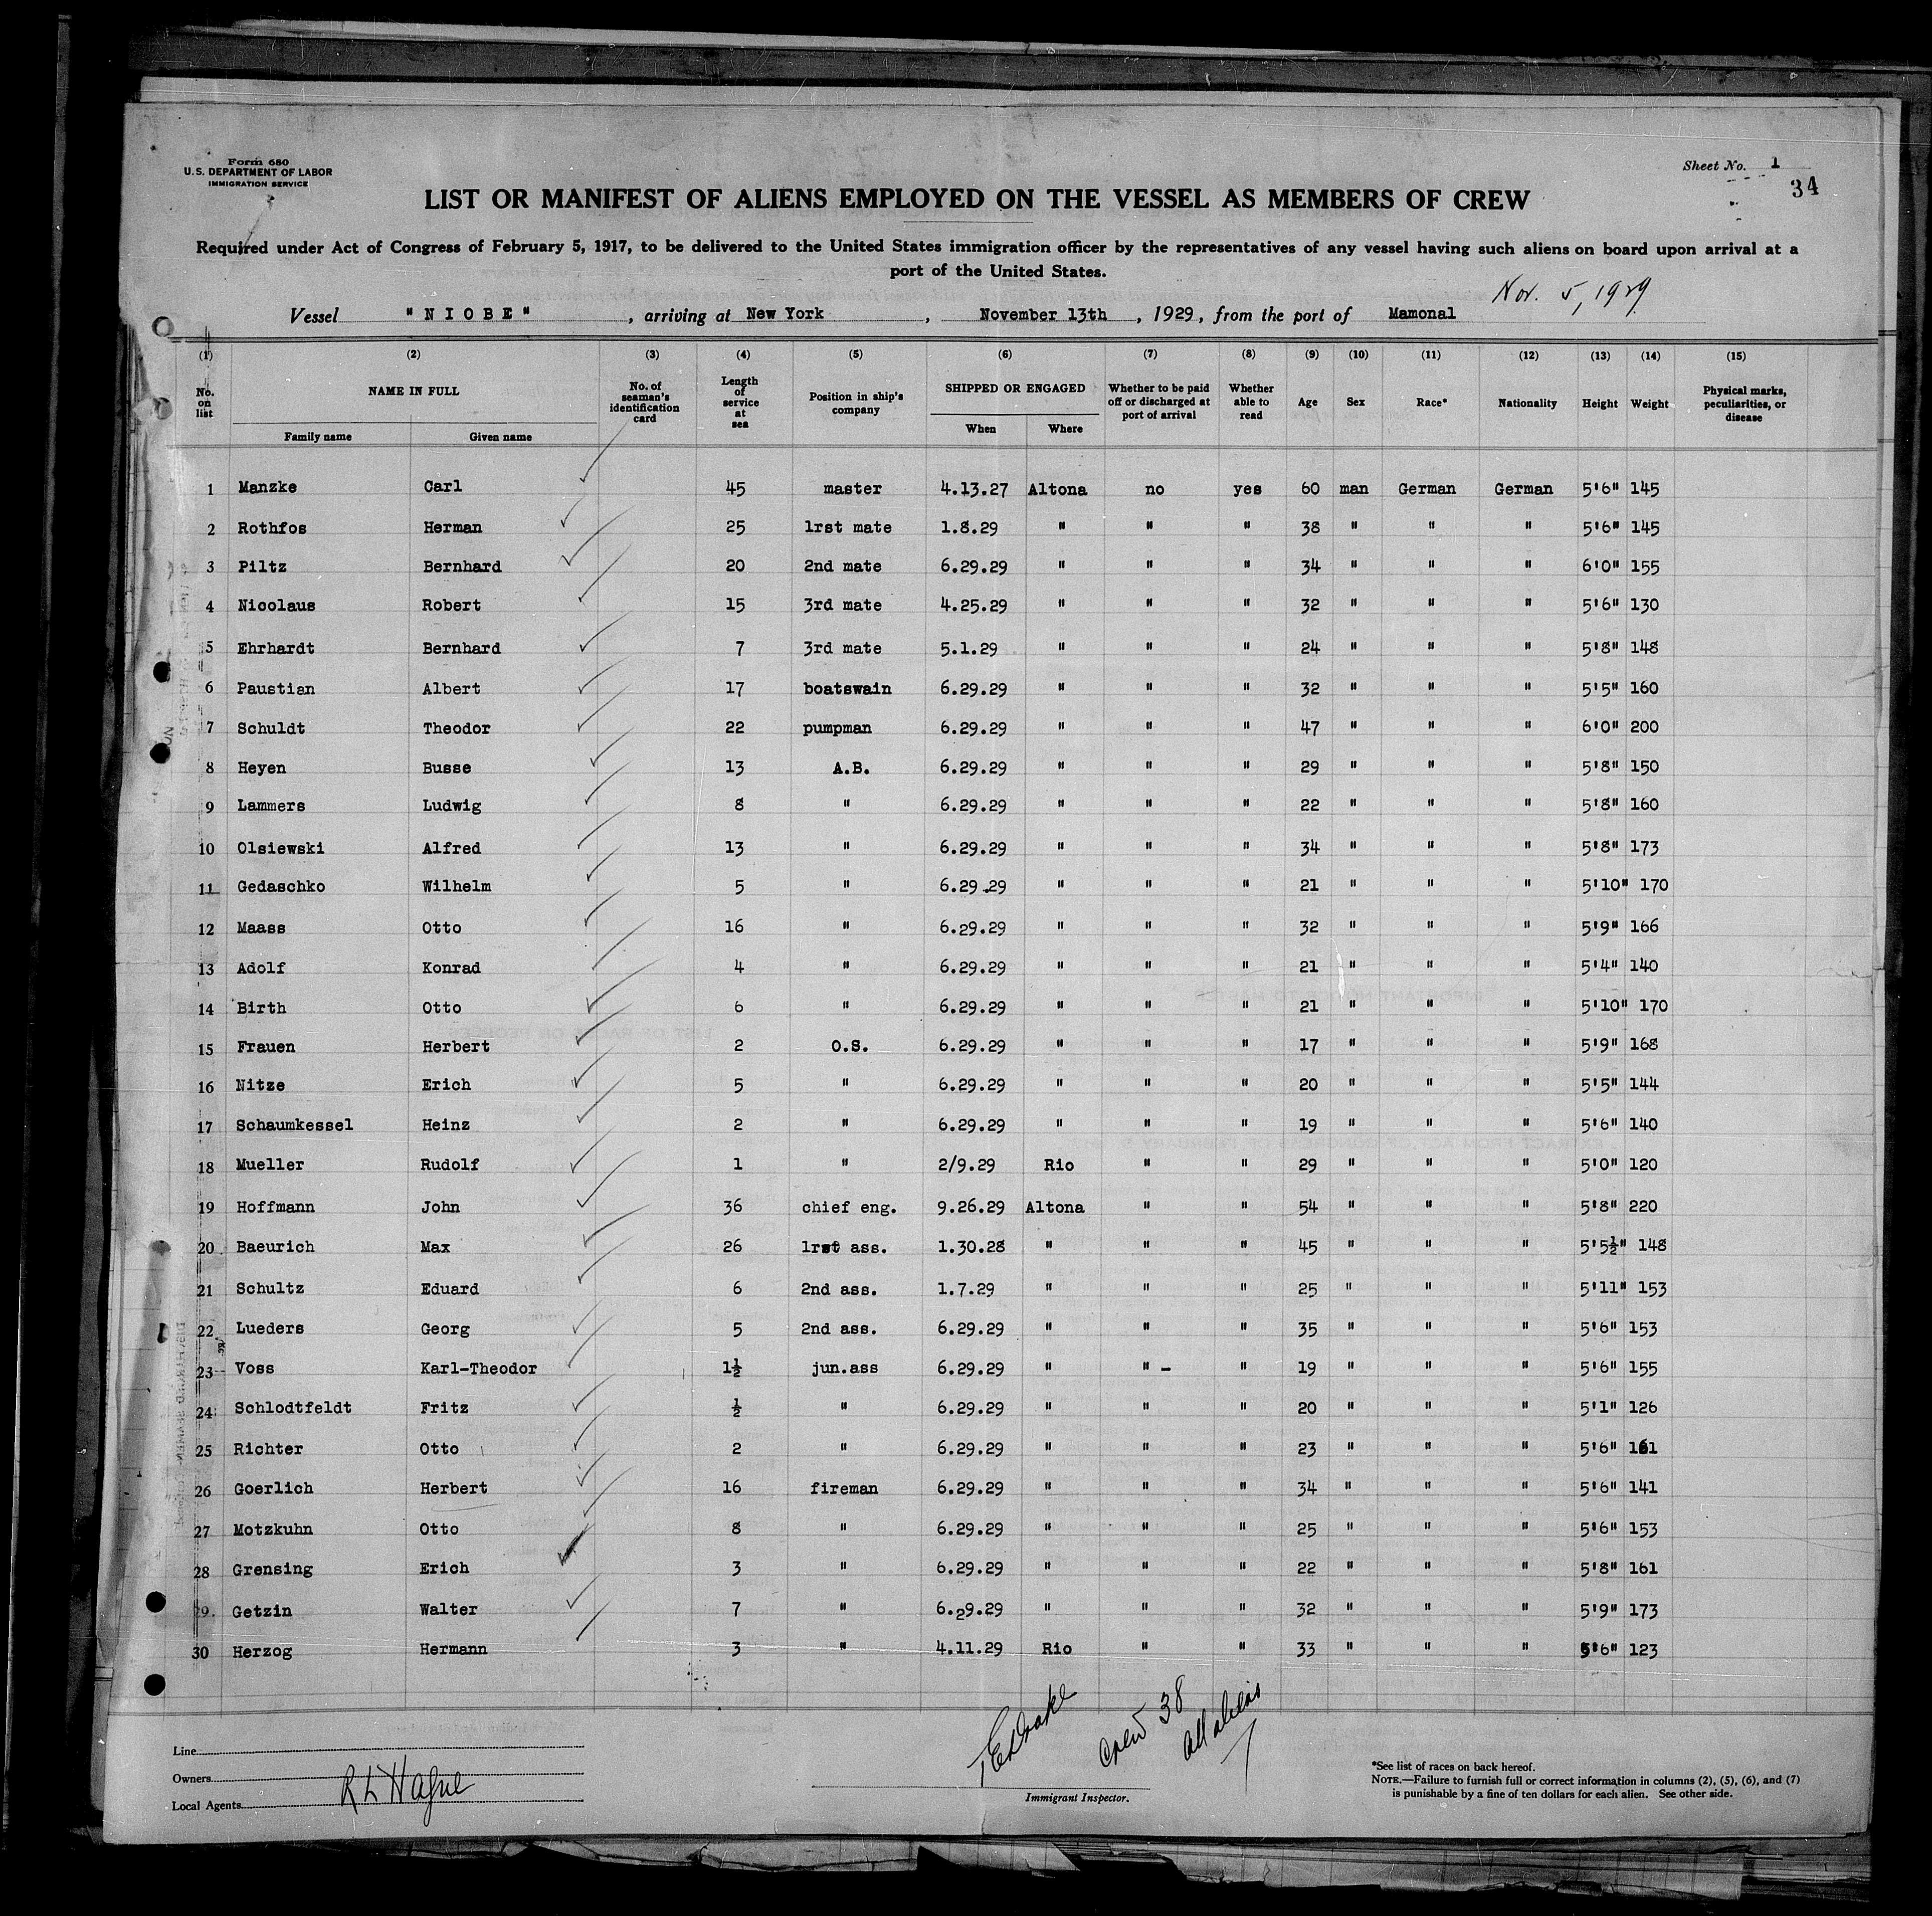 Form 680
U.S. DEPARTMENT OF LABOR
IMMIGRATION SERVICE
Sheet No. 1
34
LIST OR MANIFEST OF ALIENS EMPLOYED ON THE VESSEL AS MEMBERS OF CREW
Required under Act of Congress of February 5, 1917, to be delivered to the United States immigration officer by the representatives of any vessel having such aliens on board upon arrival at a
port of the United States.
Nov. 5, 1929
Vessel "NIOBE", arriving at New York, November 13th, 1929, from the port of Mamonal
(1) (2) (3) (4) (5) (6) (7) (8) (9) (10) (11) (12) (13) (14) (15)
No. on list NAME IN FULL Family name Given name No. of seaman's identification card Length of service at sea Position in ship's company SHIPPED OR ENGAGED When Where Whether to be paid off or discharged at port of arrival Whether able to read Age Sex Race* Nationality Height Weight Physical marks, peculiarities, or disease
1 Manzke Carl 45 master 4.13.27 Altona no yes 60 man German German 5'6" 145
2 Rothfos Herman 25 1rst mate 1.8.29 " " " 38 " " " 5'6" 145
3 Piltz Bernhard 20 2nd mate 6.29.29 " " " 34 " " " 6'0" 155
4 Nicolaus Robert 15 3rd mate 4.25.29 " " " 32 " " " 5'6" 130
5 Ehrhardt Bernhard 7 3rd mate 5.1.29 " " " 24 " " " 5'8" 148
6 Paustian Albert 17 boatswain 6.29.29 " " " 32 " " " 5'5" 160
7 Schuldt Theodor 22 pumpman 6.29.29 " " " 47 " " " 6'0" 200
8 Heyen Busse 13 A.B. 6.29.29 " " " 29 " " " 5'8" 150
9 Lammers Ludwig 8 " 6.29.29 " " " 22 " " " 5'8" 160
10 Olsiewski Alfred 13 " 6.29.29 " " " 34 " " " 5'8" 173
11 Gedaschko Wilhelm 5 " 6.29.29 " " " 21 " " " 5'10" 170
12 Maass Otto 16 " 6.29.29 " " " 32 " " " 5'9" 166
13 Adolf Konrad 4 " 6.29.29 " " " 21 " " " 5'4" 140
14 Birth Otto 6 " 6.29.29 " " " 21 " " " 5'10" 170
15 Frauen Herbert 2 O.S. 6.29.29 " " " 17 " " " 5'9" 168
16 Nitze Erich 5 " 6.29.29 " " " 20 " " " 5'5" 144
17 Schaumkessel Heinz 2 " 6.29.29 " " " 19 " " " 5'6" 140
18 Mueller Rudolf 1 " 2/9.29 Rio " " 29 " " " 5'0" 120
19 Hoffmann John 36 chief eng. 9.26.29 Altona " " 54 " " " 5'8" 220
20 Baeurich Max 26 1rst ass. 1.30.28 " " " 45 " " " 5'5½" 148
21 Schultz Eduard 6 2nd ass. 1.7.29 " " " 25 " " " 5'11" 153
22 Lueders Georg 5 2nd ass. 6.29.29 " " " 35 " " " 5'6" 153
23 Voss Karl-Theodor 1½ jun.ass 6.29.29 " " - " 19 " " " 5'6" 155
24 Schlodtfeldt Fritz ½ " 6.29.29 " " " 20 " " " 5'1" 126
25 Richter Otto 2 " 6.29.29 " " " 23 " " " 5'6" 161
26 Goerlich Herbert 16 fireman 6.29.29 " " " 34 " " " 5'6" 141
27 Motzkuhn Otto 8 " 6.29.29 " " " 25 " " " 5'6" 153
28 Grensing Erich 3 " 6.29.29 " " " 22 " " " 5'8" 161
29 Getzin Walter 7 " 6.29.29 " " " 32 " " " 5'9" 173
30 Herzog Hermann 3 " 4.11.29 Rio " " 33 " " " 5'6" 123
Crew 38
All aliens
Line
Owners
Local Agents R L Hague
Immigrant Inspector.
*See list of races on back hereof.
NOTE.—Failure to furnish full or correct information in columns (2), (5), (6), and (7)
is punishable by a fine of ten dollars for each alien. See other side.